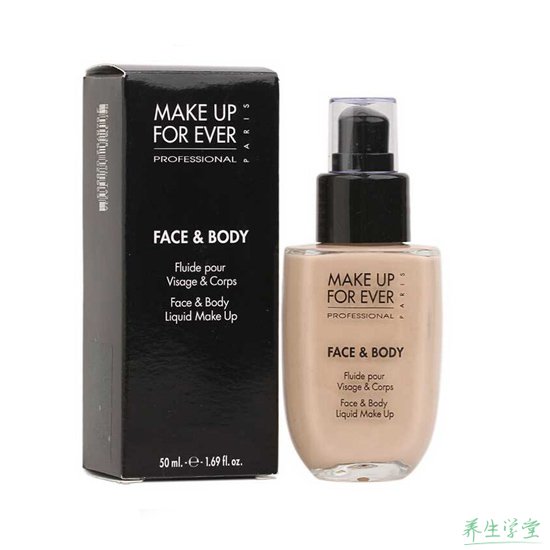 MAKE UP
FOR EVER
PARIS
PROFESSIONAL
FACE & BODY
Fluide pour
Visage & Corps
Face & Body
Liquid Make Up
50 ml. - e - 1.69 fl. oz.
MAKE UP
FOR EVER
PARIS
PROFESSIONAL
FACE & BODY
Fluide pour
Visage & Corps
Face & Body
Liquid Make Up
养生学堂